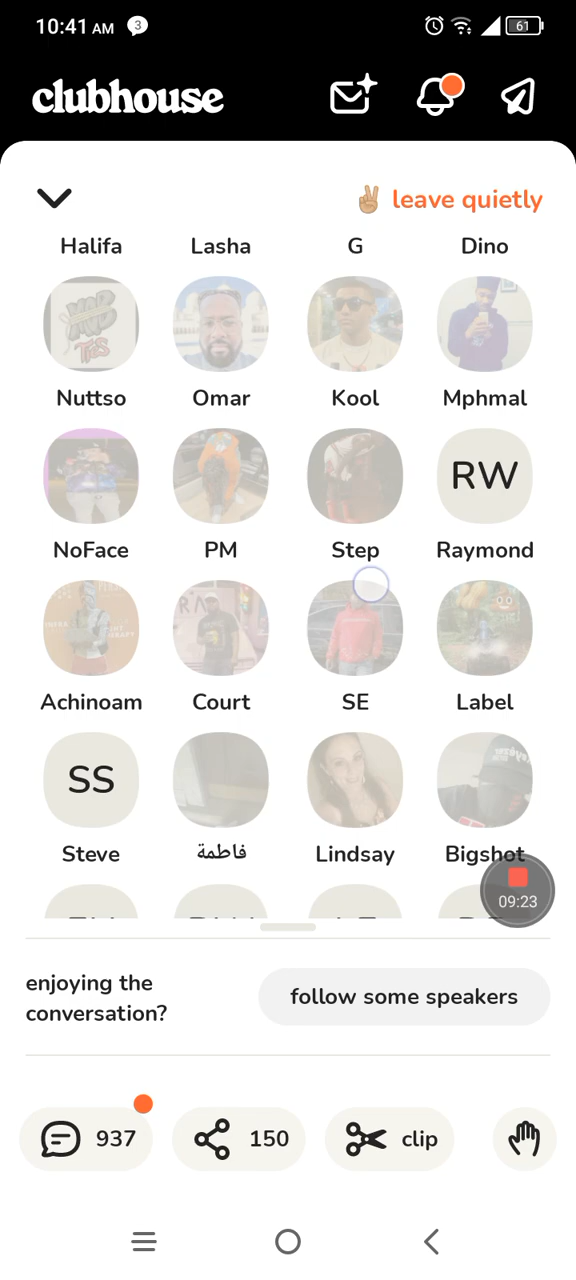 10:41 AM 3 61
clubhouse
✌🏼 leave quietly
Halifa Lasha G Dino
Nuttso Omar Kool Mphmal
RW
NoFace PM Step Raymond
Achinoam Court SE Label
SS
Steve فاطمة Lindsay Bigshot
09:23
enjoying the
conversation?
follow some speakers
937 150 clip